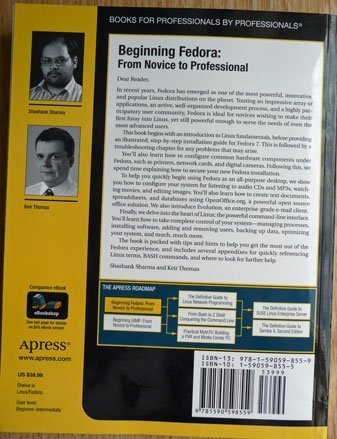 BOOKS FOR PROFESSIONALS BY PROFESSIONALS®
Beginning Fedora:
From Novice to Professional
Dear Reader,
In recent years, Fedora has emerged as one of the most powerful, innovative,
and popular Linux distributions on the planet. Touting an impressive array of
applications, an active, well-organized development process, and a highly par-
ticipatory user community, Fedora is ideal for novices wishing to make their
first foray into Linux, yet still powerful enough to serve the needs of even the
most advanced users.
This book begins with an introduction to Linux fundamentals, before providing
an illustrated, step-by-step installation guide for Fedora 7. This is followed by a
troubleshooting chapter for any problems that may arise.
You'll also learn how to configure common hardware components under
Fedora, such as printers, network cards, and digital cameras. Following this, we
spend time explaining how to secure your new Fedora installation.
To help you quickly begin using Fedora as an all-purpose desktop, we show
you how to configure your system for listening to audio CDs and MP3s, watch-
ing movies, and editing images. You'll also learn how to create text documents,
spreadsheets, and databases using OpenOffice.org, a powerful open source
office solution. We also introduce Evolution, an enterprise-grade e-mail client.
Finally, we delve into the heart of Linux: the powerful command-line interface.
You'll learn how to take complete control of your system—managing processes,
installing software, adding and removing users, backing up data, optimizing
your system, and much, much more.
The book is packed with tips and hints to help you get the most out of the
Fedora experience, and includes several appendixes for quickly referencing
Linux terms, BASH commands, and where to look for further help.
Shashank Sharma and Keir Thomas
Shashank Sharma
Keir Thomas
Companion eBook
eBookshop
See last page for details
on $10 eBook version
Apress®
www.apress.com
US $39.99
Shelve in
Linux/Fedora
User level:
Beginner–Intermediate
THE APRESS ROADMAP
Beginning Fedora: From
Novice to Professional
The Definitive Guide to
Linux Network Programming
The Definitive Guide to
SUSE Linux Enterprise Server
From Bash to Z Shell:
Conquering the Command Line
Beginning GIMP: From
Novice to Professional
Practical MythTV: Building
a PVR and Media Center PC
The Definitive Guide to
Samba 4, Second Edition
ISBN-13: 978-1-59059-855-9
ISBN-10: 1-59059-855-5
53999
9 781590 598559